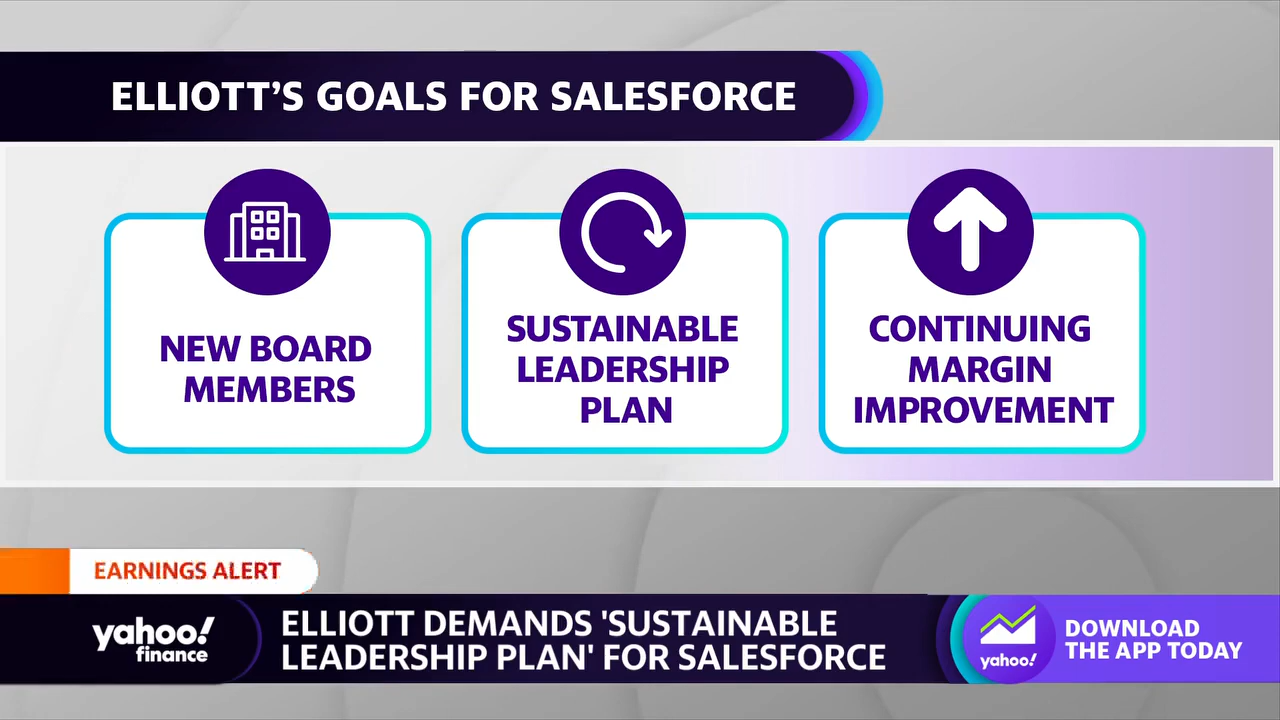 ELLIOTT’S GOALS FOR SALESFORCE
NEW BOARD
MEMBERS
SUSTAINABLE
LEADERSHIP
PLAN
CONTINUING
MARGIN
IMPROVEMENT
EARNINGS ALERT
yahoo!
finance
ELLIOTT DEMANDS 'SUSTAINABLE
LEADERSHIP PLAN' FOR SALESFORCE
yahoo!
DOWNLOAD
THE APP TODAY